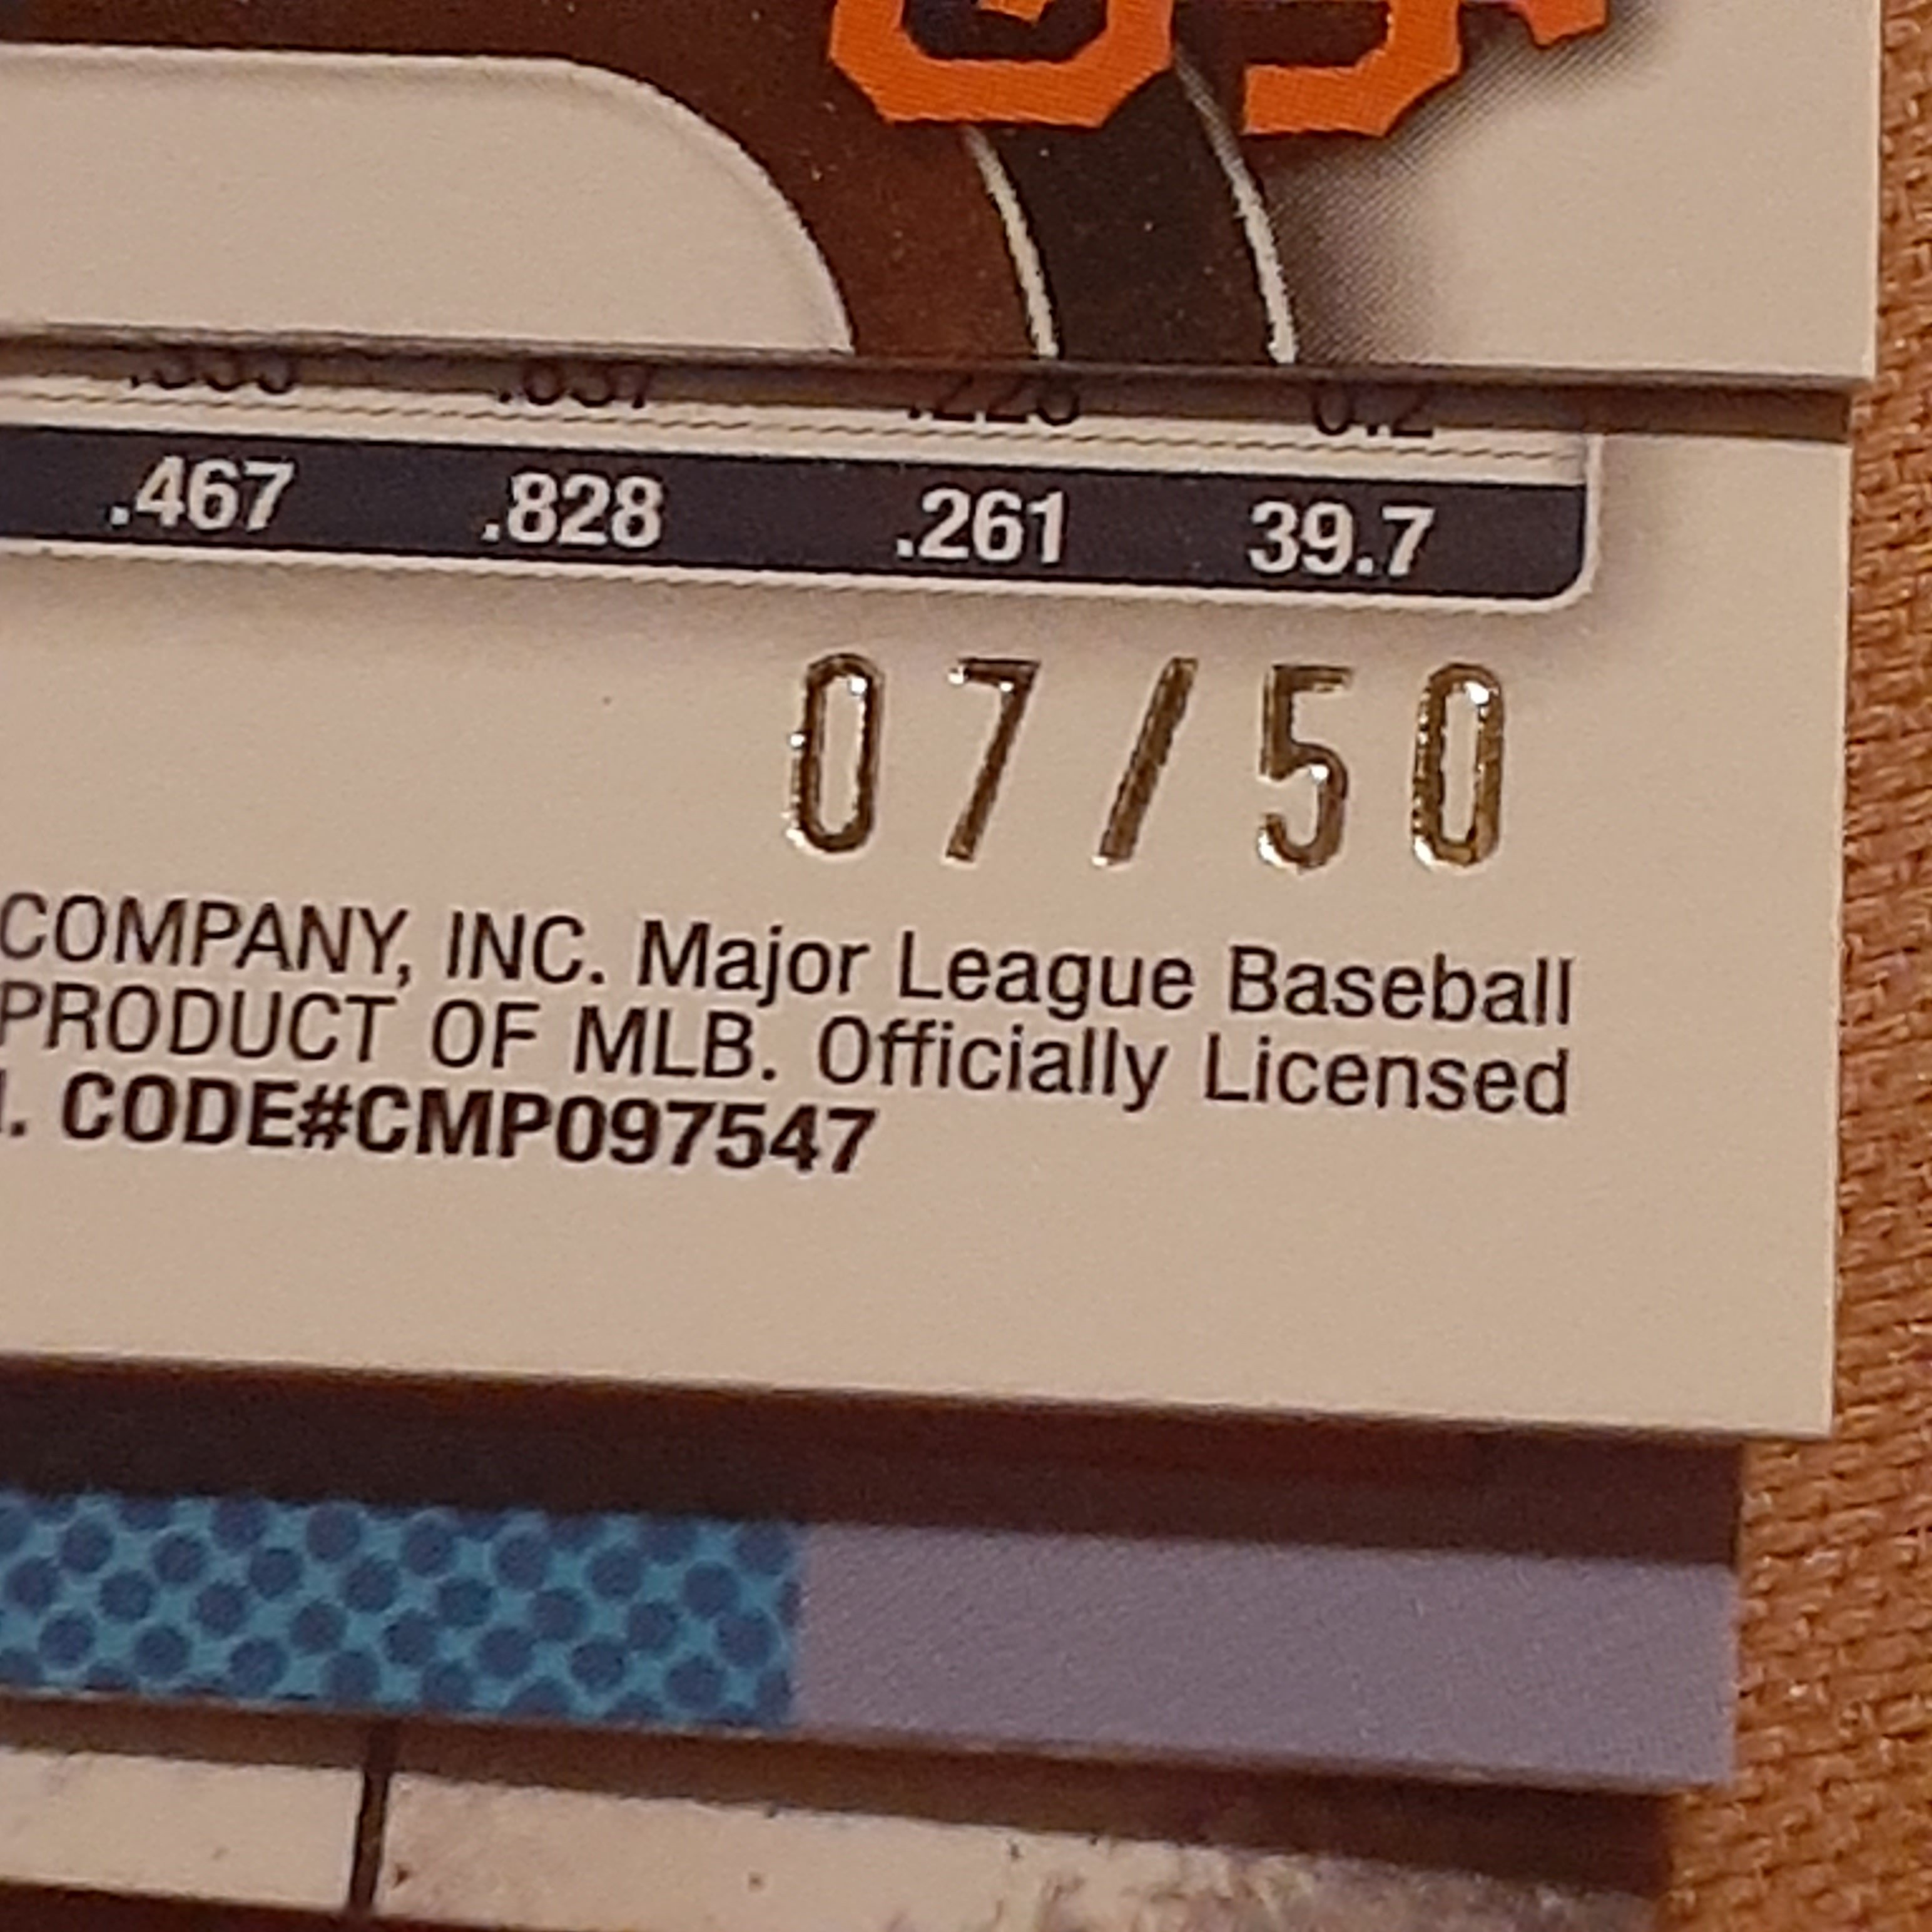 .467 .828 .261 39.7
07/50
COMPANY, INC. Major League Baseball
PRODUCT OF MLB. Officially Licensed
. CODE#CMP097547